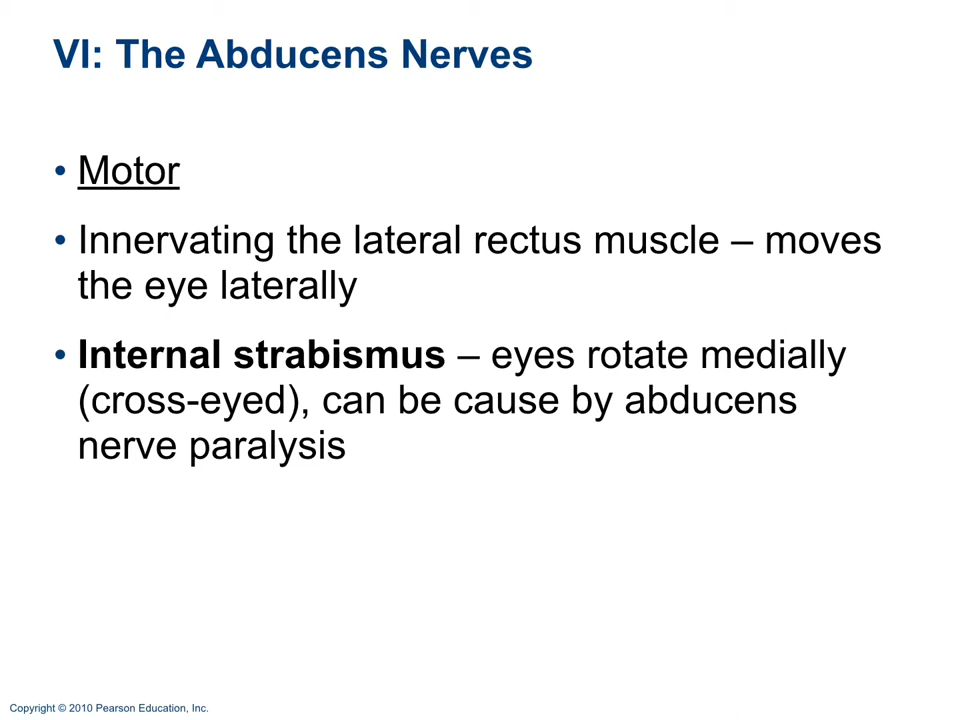 VI: The Abducens Nerves
• Motor
• Innervating the lateral rectus muscle – moves
the eye laterally
• Internal strabismus – eyes rotate medially
(cross-eyed), can be cause by abducens
nerve paralysis
Copyright © 2010 Pearson Education, Inc.